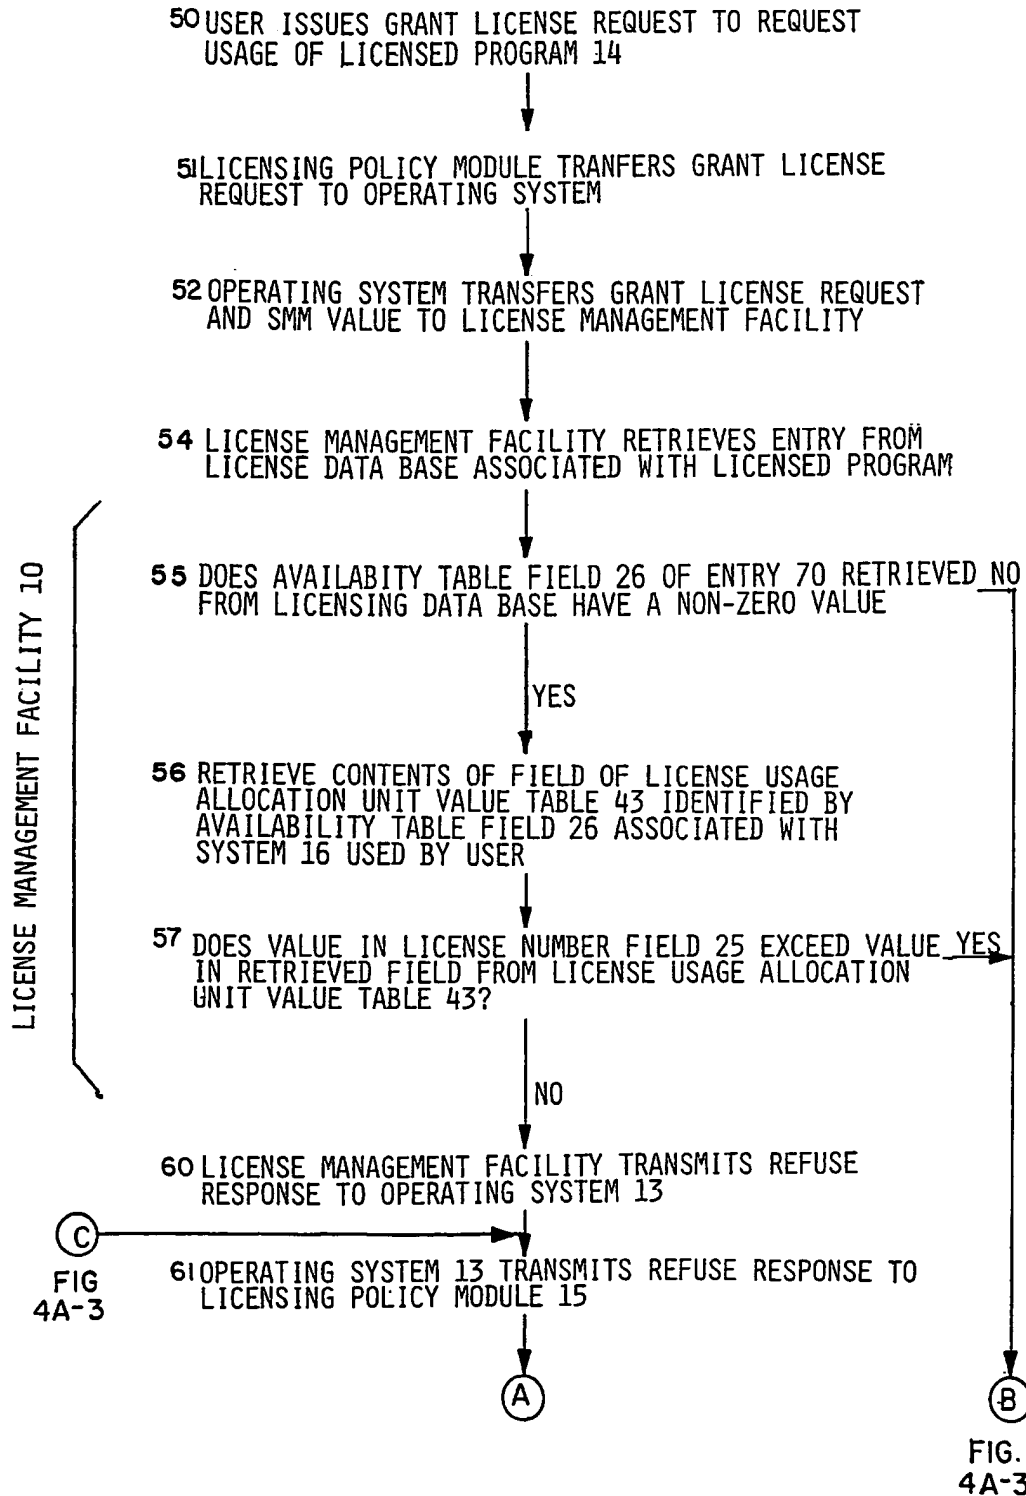 50 USER ISSUES GRANT LICENSE REQUEST TO REQUEST
USAGE OF LICENSED PROGRAM 14
51 LICENSING POLICY MODULE TRANFERS GRANT LICENSE
REQUEST TO OPERATING SYSTEM
52 OPERATING SYSTEM TRANSFERS GRANT LICENSE REQUEST
AND SMM VALUE TO LICENSE MANAGEMENT FACILITY
54 LICENSE MANAGEMENT FACILITY RETRIEVES ENTRY FROM
LICENSE DATA BASE ASSOCIATED WITH LICENSED PROGRAM
LICENSE MANAGEMENT FACILITY 10
55 DOES AVAILABITY TABLE FIELD 26 OF ENTRY 70 RETRIEVED NO
FROM LICENSING DATA BASE HAVE A NON-ZERO VALUE
YES
56 RETRIEVE CONTENTS OF FIELD OF LICENSE USAGE
ALLOCATION UNIT VALUE TABLE 43 IDENTIFIED BY
AVAILABILITY TABLE FIELD 26 ASSOCIATED WITH
SYSTEM 16 USED BY USER
57 DOES VALUE IN LICENSE NUMBER FIELD 25 EXCEED VALUE YES
IN RETRIEVED FIELD FROM LICENSE USAGE ALLOCATION
UNIT VALUE TABLE 43?
NO
60 LICENSE MANAGEMENT FACILITY TRANSMITS REFUSE
RESPONSE TO OPERATING SYSTEM 13
C
FIG
4A-3
61 OPERATING SYSTEM 13 TRANSMITS REFUSE RESPONSE TO
LICENSING POLICY MODULE 15
A
B
FIG.
4A-3